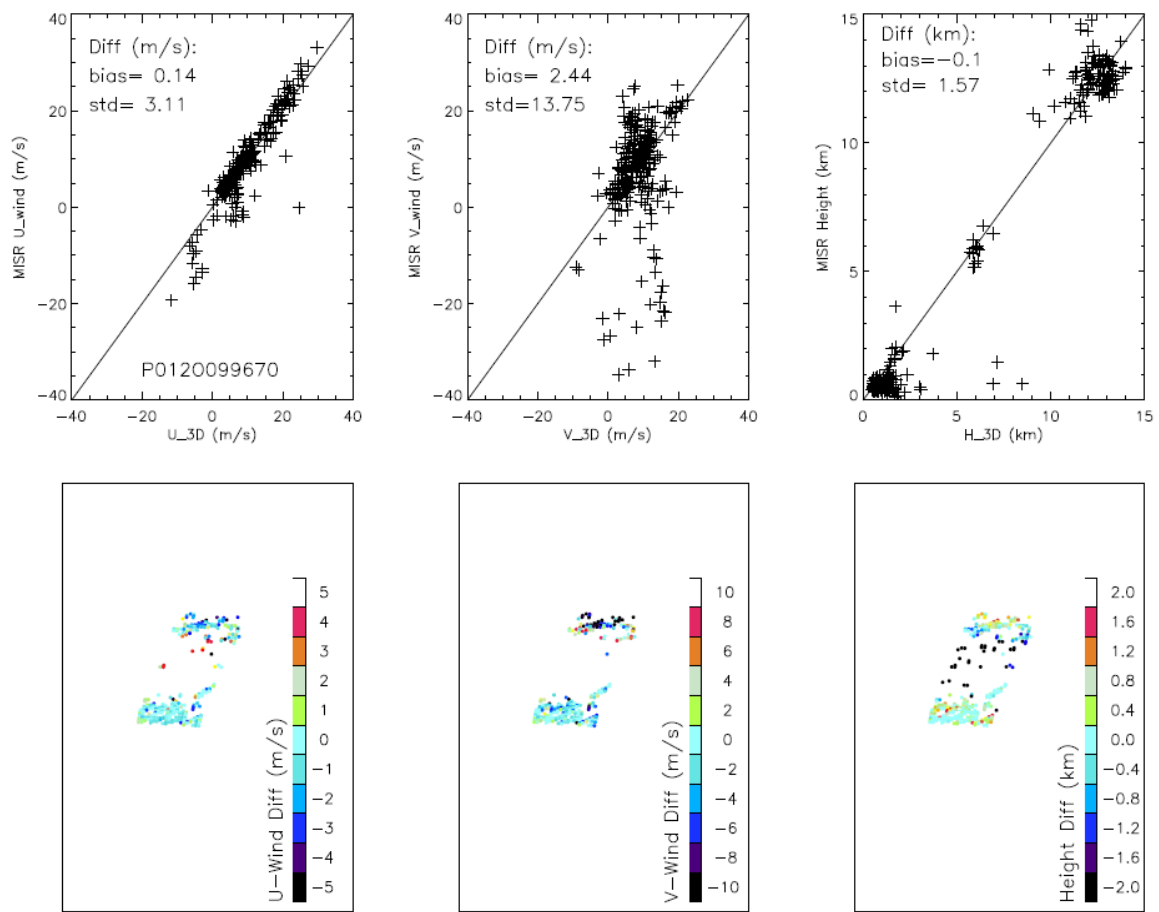 40
20
0
−20
−40
Diff (m/s):
bias= 0.14
std= 3.11
P0120099670
MISR U_wind (m/s)
−40 −20 0 20 40
U_3D (m/s)
40
20
0
−20
−40
Diff (m/s):
bias= 2.44
std=13.75
MISR V_wind (m/s)
−40 −20 0 20 40
V_3D (m/s)
15
10
5
0
Diff (km):
bias=−0.1
std= 1.57
MISR Height (km)
0 5 10 15
H_3D (km)
U−Wind Diff (m/s)
5
4
3
2
1
0
−1
−2
−3
−4
−5
V−Wind Diff (m/s)
10
8
6
4
2
0
−2
−4
−6
−8
−10
Height Diff (km)
2.0
1.6
1.2
0.8
0.4
0.0
−0.4
−0.8
−1.2
−1.6
−2.0